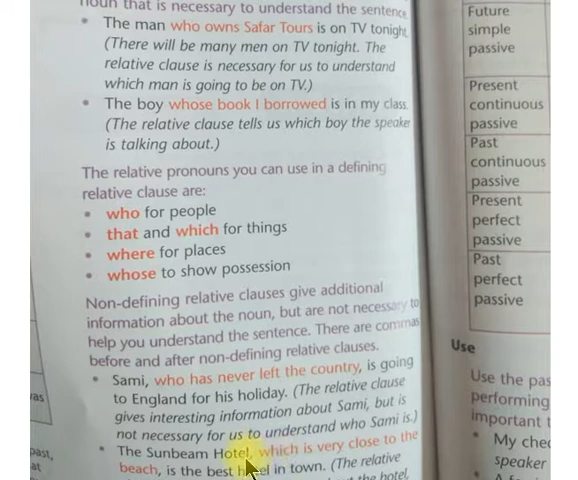 noun that is necessary to understand the sentence.
• The man who owns Safar Tours is on TV tonight.
(There will be many men on TV tonight. The
relative clause is necessary for us to understand
which man is going to be on TV.)
• The boy whose book I borrowed is in my class.
(The relative clause tells us which boy the speaker
is talking about.)
The relative pronouns you can use in a defining
relative clause are:
• who for people
• that and which for things
• where for places
• whose to show possession
Non-defining relative clauses give additional
information about the noun, but are not necessary to
help you understand the sentence. There are commas
before and after non-defining relative clauses.
• Sami, who has never left the country, is going
to England for his holiday. (The relative clause
gives interesting information about Sami, but is
not necessary for us to understand who Sami is.)
• The Sunbeam Hotel, which is very close to the
beach, is the best hotel in town. (The relative
the hotel,
was
past,
at
Future
simple
passive
Present
continuous
passive
Past
continuous
passive
Present
perfect
passive
Past
perfect
passive
Use
Use the pas
performing
important t
• My che
speaker